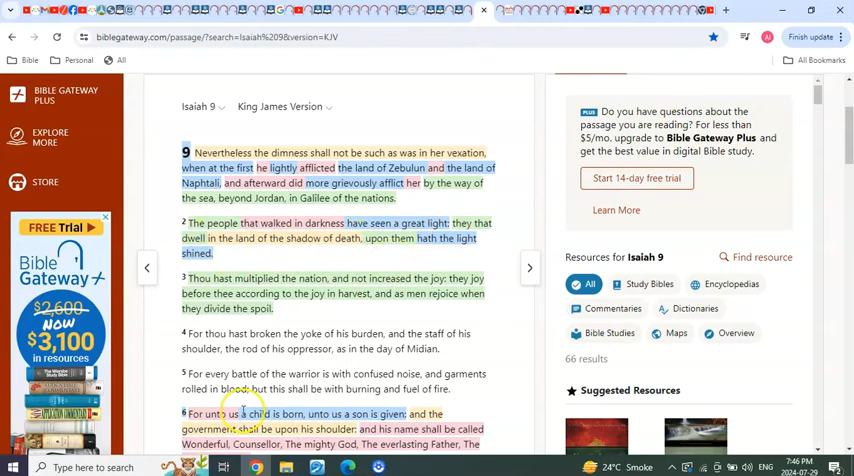 biblegateway.com/passage/?search=Isaiah%209&version=KJV
AI
Finish update
Bible
Personal
All
All Bookmarks
BIBLE GATEWAY
PLUS
EXPLORE
MORE
STORE
FREE Trial
Bible
Gateway+
$2,600
NOW
$3,100
in resources
Isaiah 9
King James Version
9 Nevertheless the dimness shall not be such as was in her vexation,
when at the first he lightly afflicted the land of Zebulun and the land of
Naphtali, and afterward did more grievously afflict her by the way of
the sea, beyond Jordan, in Galilee of the nations.
2 The people that walked in darkness have seen a great light: they that
dwell in the land of the shadow of death, upon them hath the light
shined.
3 Thou hast multiplied the nation, and not increased the joy: they joy
before thee according to the joy in harvest, and as men rejoice when
they divide the spoil.
4 For thou hast broken the yoke of his burden, and the staff of his
shoulder, the rod of his oppressor, as in the day of Midian.
5 For every battle of the warrior is with confused noise, and garments
rolled in blood; but this shall be with burning and fuel of fire.
6 For unto us a child is born, unto us a son is given: and the
government shall be upon his shoulder: and his name shall be called
Wonderful, Counsellor, The mighty God, The everlasting Father, The
PLUS Do you have questions about the
passage you are reading? For less than
$5/mo. upgrade to Bible Gateway Plus and
get the best value in digital Bible study.
Start 14-day free trial
Learn More
Resources for Isaiah 9
Find resource
All
Study Bibles
Encyclopedias
Commentaries
Dictionaries
Bible Studies
Maps
Overview
66 results
Suggested Resources
Type here to search
24°C Smoke
7:46 PM
2024-07-29